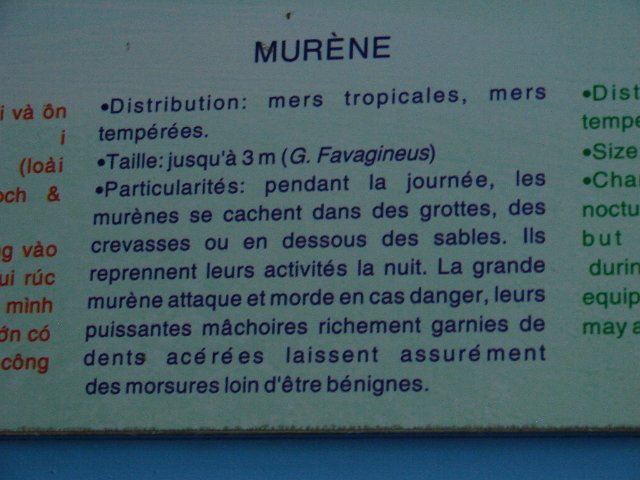 MURÈNE
•Distribution: mers tropicales, mers
tempérées.
•Taille: jusqu'à 3 m (G. Favagineus)
•Particularités: pendant la journée, les
murènes se cachent dans des grottes, des
crevasses ou en dessous des sables. Ils
reprennent leurs activités la nuit. La grande
murène attaque et morde en cas danger, leurs
puissantes mâchoires richement garnies de
dents acérées laissent assurément
des morsures loin d'être bénignes.
i và ôn
i
(loài
och &
g vào
ui rúc
mình
ớn có
công
•Dist
tempe
•Size
•Cha
noctu
but
durin
equip
may a